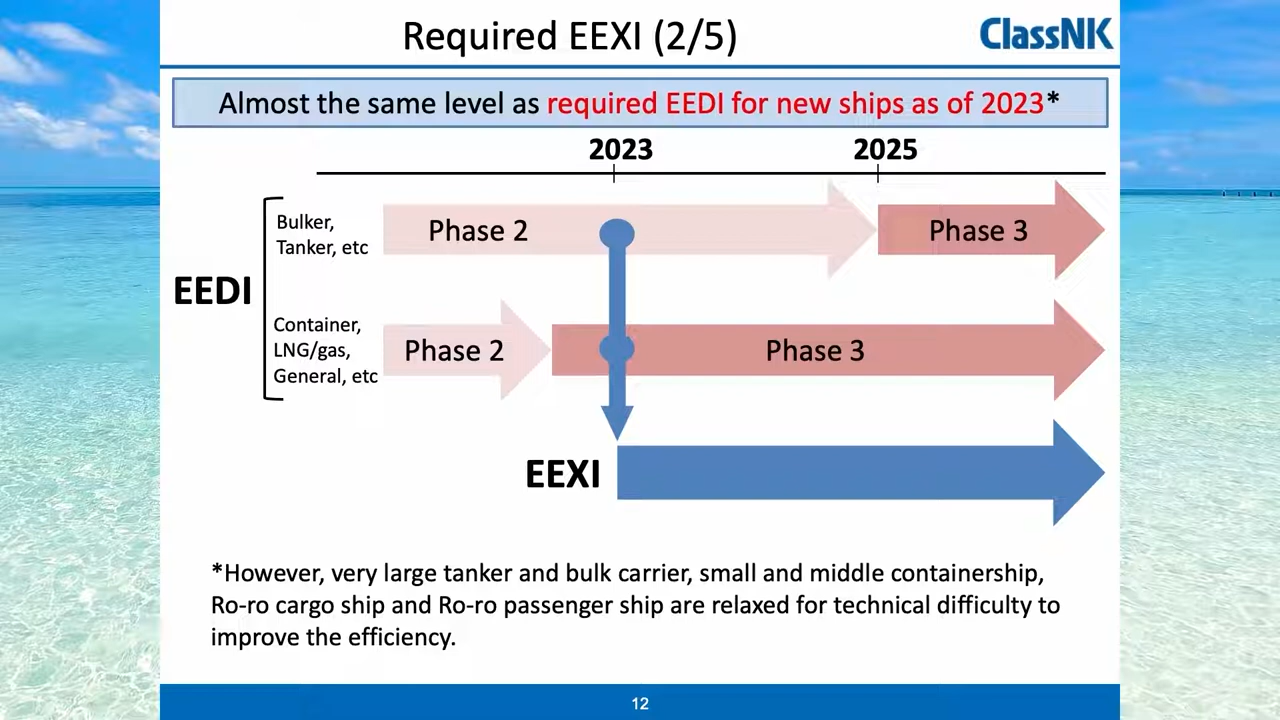 Required EEXI (2/5)
ClassNK
Almost the same level as required EEDI for new ships as of 2023*
2023
2025
EEDI
Bulker,
Tanker, etc
Phase 2
Phase 3
Container,
LNG/gas,
General, etc
Phase 2
Phase 3
EEXI
*However, very large tanker and bulk carrier, small and middle containership,
Ro-ro cargo ship and Ro-ro passenger ship are relaxed for technical difficulty to
improve the efficiency.
12